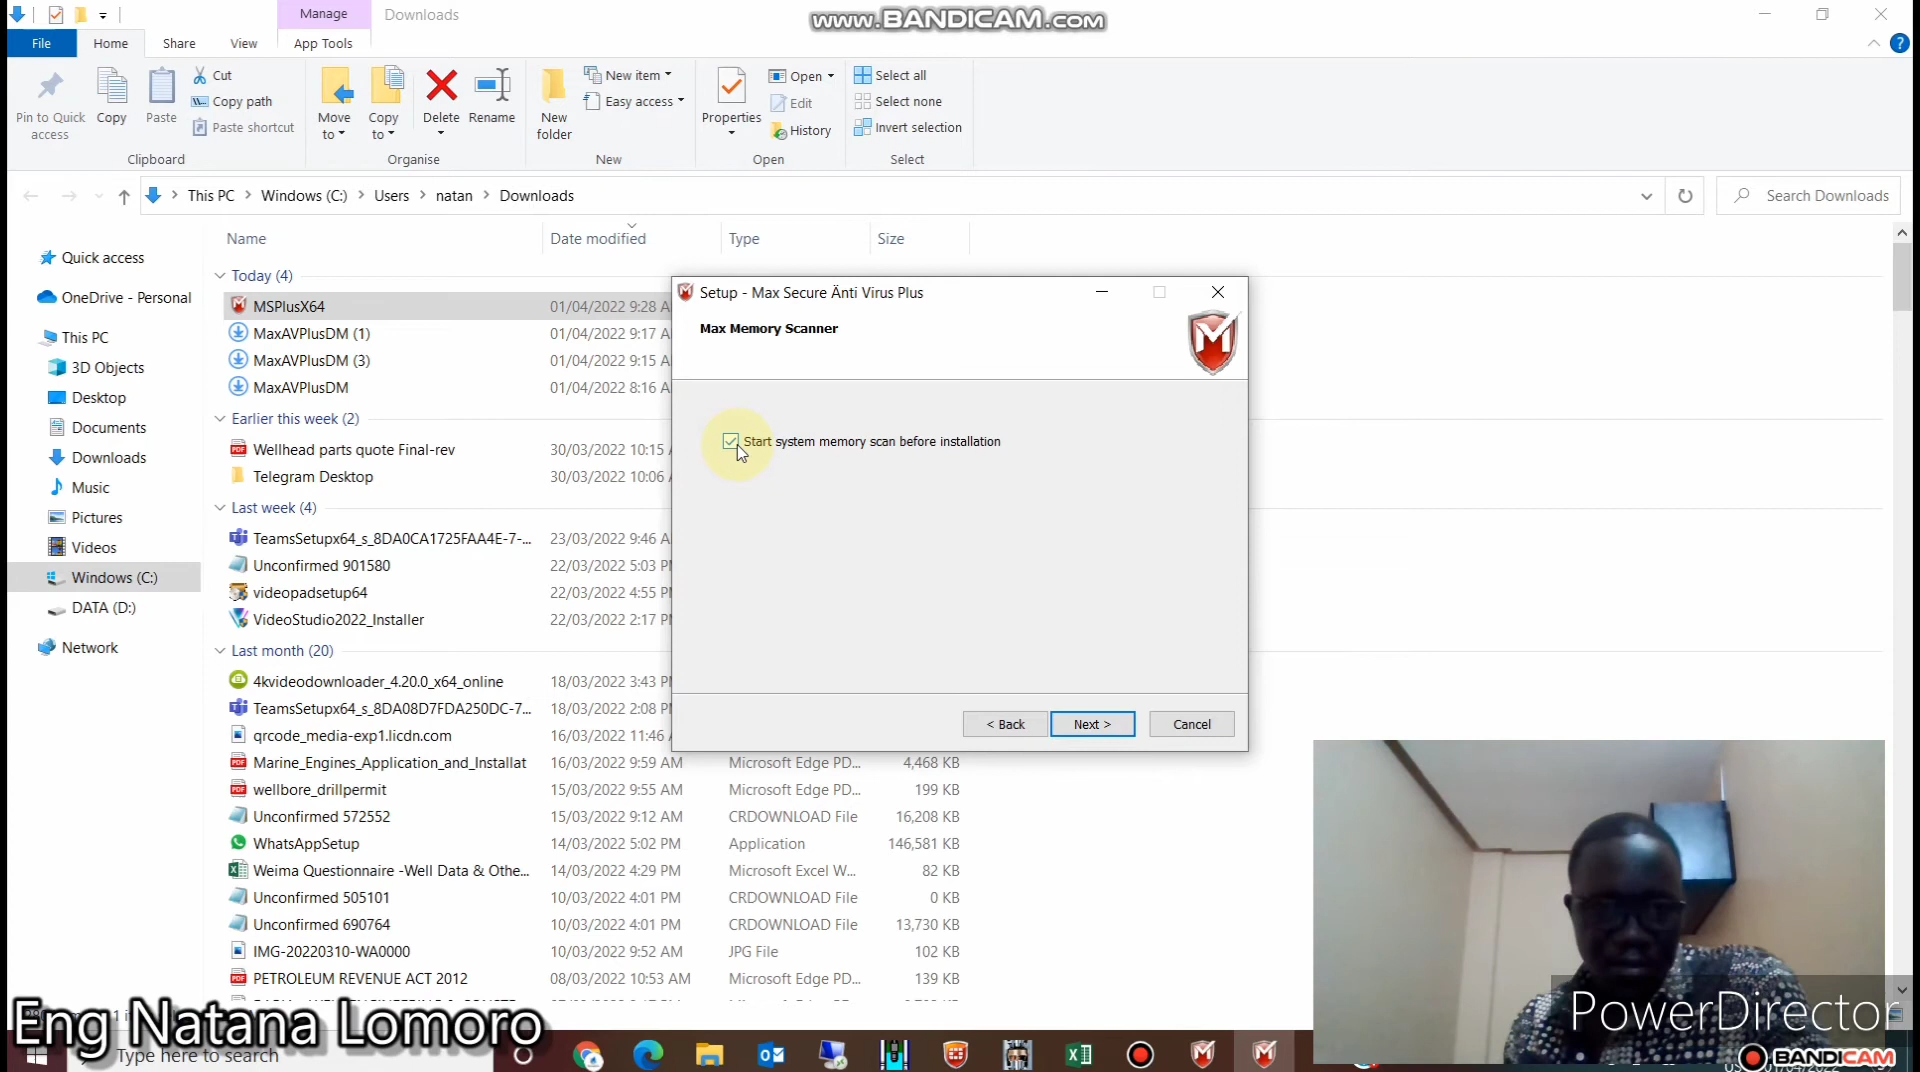 Manage
Downloads
www.BANDICAM.com
File
Home
Share
View
App Tools
Pin to Quick access
Copy
Paste
Cut
Copy path
Paste shortcut
Clipboard
Move to
Copy to
Delete
Rename
Organise
New folder
New item
Easy access
New
Properties
Open
Edit
History
Open
Select all
Select none
Invert selection
Select
This PC > Windows (C:) > Users > natan > Downloads
Search Downloads
Name
Date modified
Type
Size
Quick access
OneDrive - Personal
This PC
3D Objects
Desktop
Documents
Downloads
Music
Pictures
Videos
Windows (C:)
DATA (D:)
Network
Today (4)
MSPlusX64 01/04/2022 9:28 A
MaxAVPlusDM (1) 01/04/2022 9:17 A
MaxAVPlusDM (3) 01/04/2022 9:15 A
MaxAVPlusDM 01/04/2022 8:16 A
Earlier this week (2)
Wellhead parts quote Final-rev 30/03/2022 10:15
Telegram Desktop 30/03/2022 10:06
Last week (4)
TeamsSetupx64_s_8DA0CA1725FAA4E-7-... 23/03/2022 9:46 A
Unconfirmed 901580 22/03/2022 5:03 P
videopadsetup64 22/03/2022 4:55 P
VideoStudio2022_Installer 22/03/2022 2:17 P
Last month (20)
4kvideodownloader_4.20.0_x64_online 18/03/2022 3:43 P
TeamsSetupx64_s_8DA08D7FDA250DC-7... 18/03/2022 2:08 P
qrcode_media-exp1.licdn.com 16/03/2022 11:46
Marine_Engines_Application_and_Installat 16/03/2022 9:59 AM Microsoft Edge PD... 4,468 KB
wellbore_drillpermit 15/03/2022 9:55 AM Microsoft Edge PD... 199 KB
Unconfirmed 572552 15/03/2022 9:12 AM CRDOWNLOAD File 16,208 KB
WhatsAppSetup 14/03/2022 5:02 PM Application 146,581 KB
Weima Questionnaire -Well Data & Othe... 14/03/2022 4:29 PM Microsoft Excel W... 82 KB
Unconfirmed 505101 10/03/2022 4:01 PM CRDOWNLOAD File 0 KB
Unconfirmed 690764 10/03/2022 4:01 PM CRDOWNLOAD File 13,730 KB
IMG-20220310-WA0000 10/03/2022 9:52 AM JPG File 102 KB
PETROLEUM REVENUE ACT 2012 08/03/2022 10:53 AM Microsoft Edge PD... 139 KB
Setup - Max Secure Änti Virus Plus
Max Memory Scanner
Start system memory scan before installation
< Back
Next >
Cancel
Eng Natana Lomoro
Type here to search
PowerDirector
BANDICAM